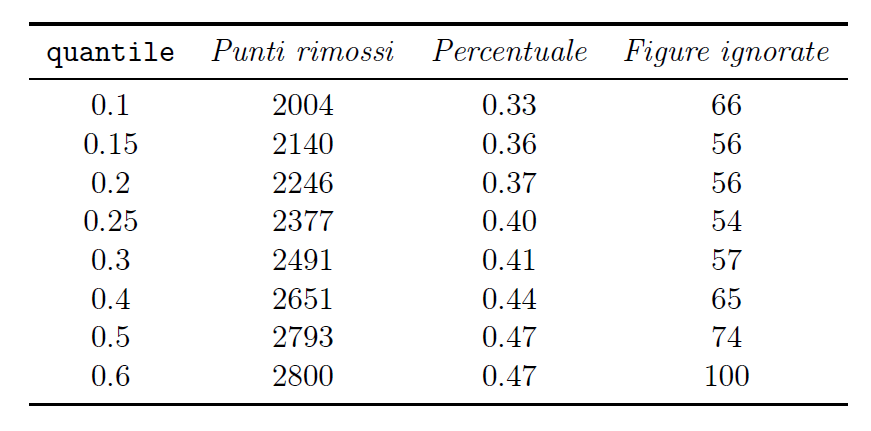 quantile Punti rimossi Percentuale Figure ignorate
0.1 2004 0.33 66
0.15 2140 0.36 56
0.2 2246 0.37 56
0.25 2377 0.40 54
0.3 2491 0.41 57
0.4 2651 0.44 65
0.5 2793 0.47 74
0.6 2800 0.47 100